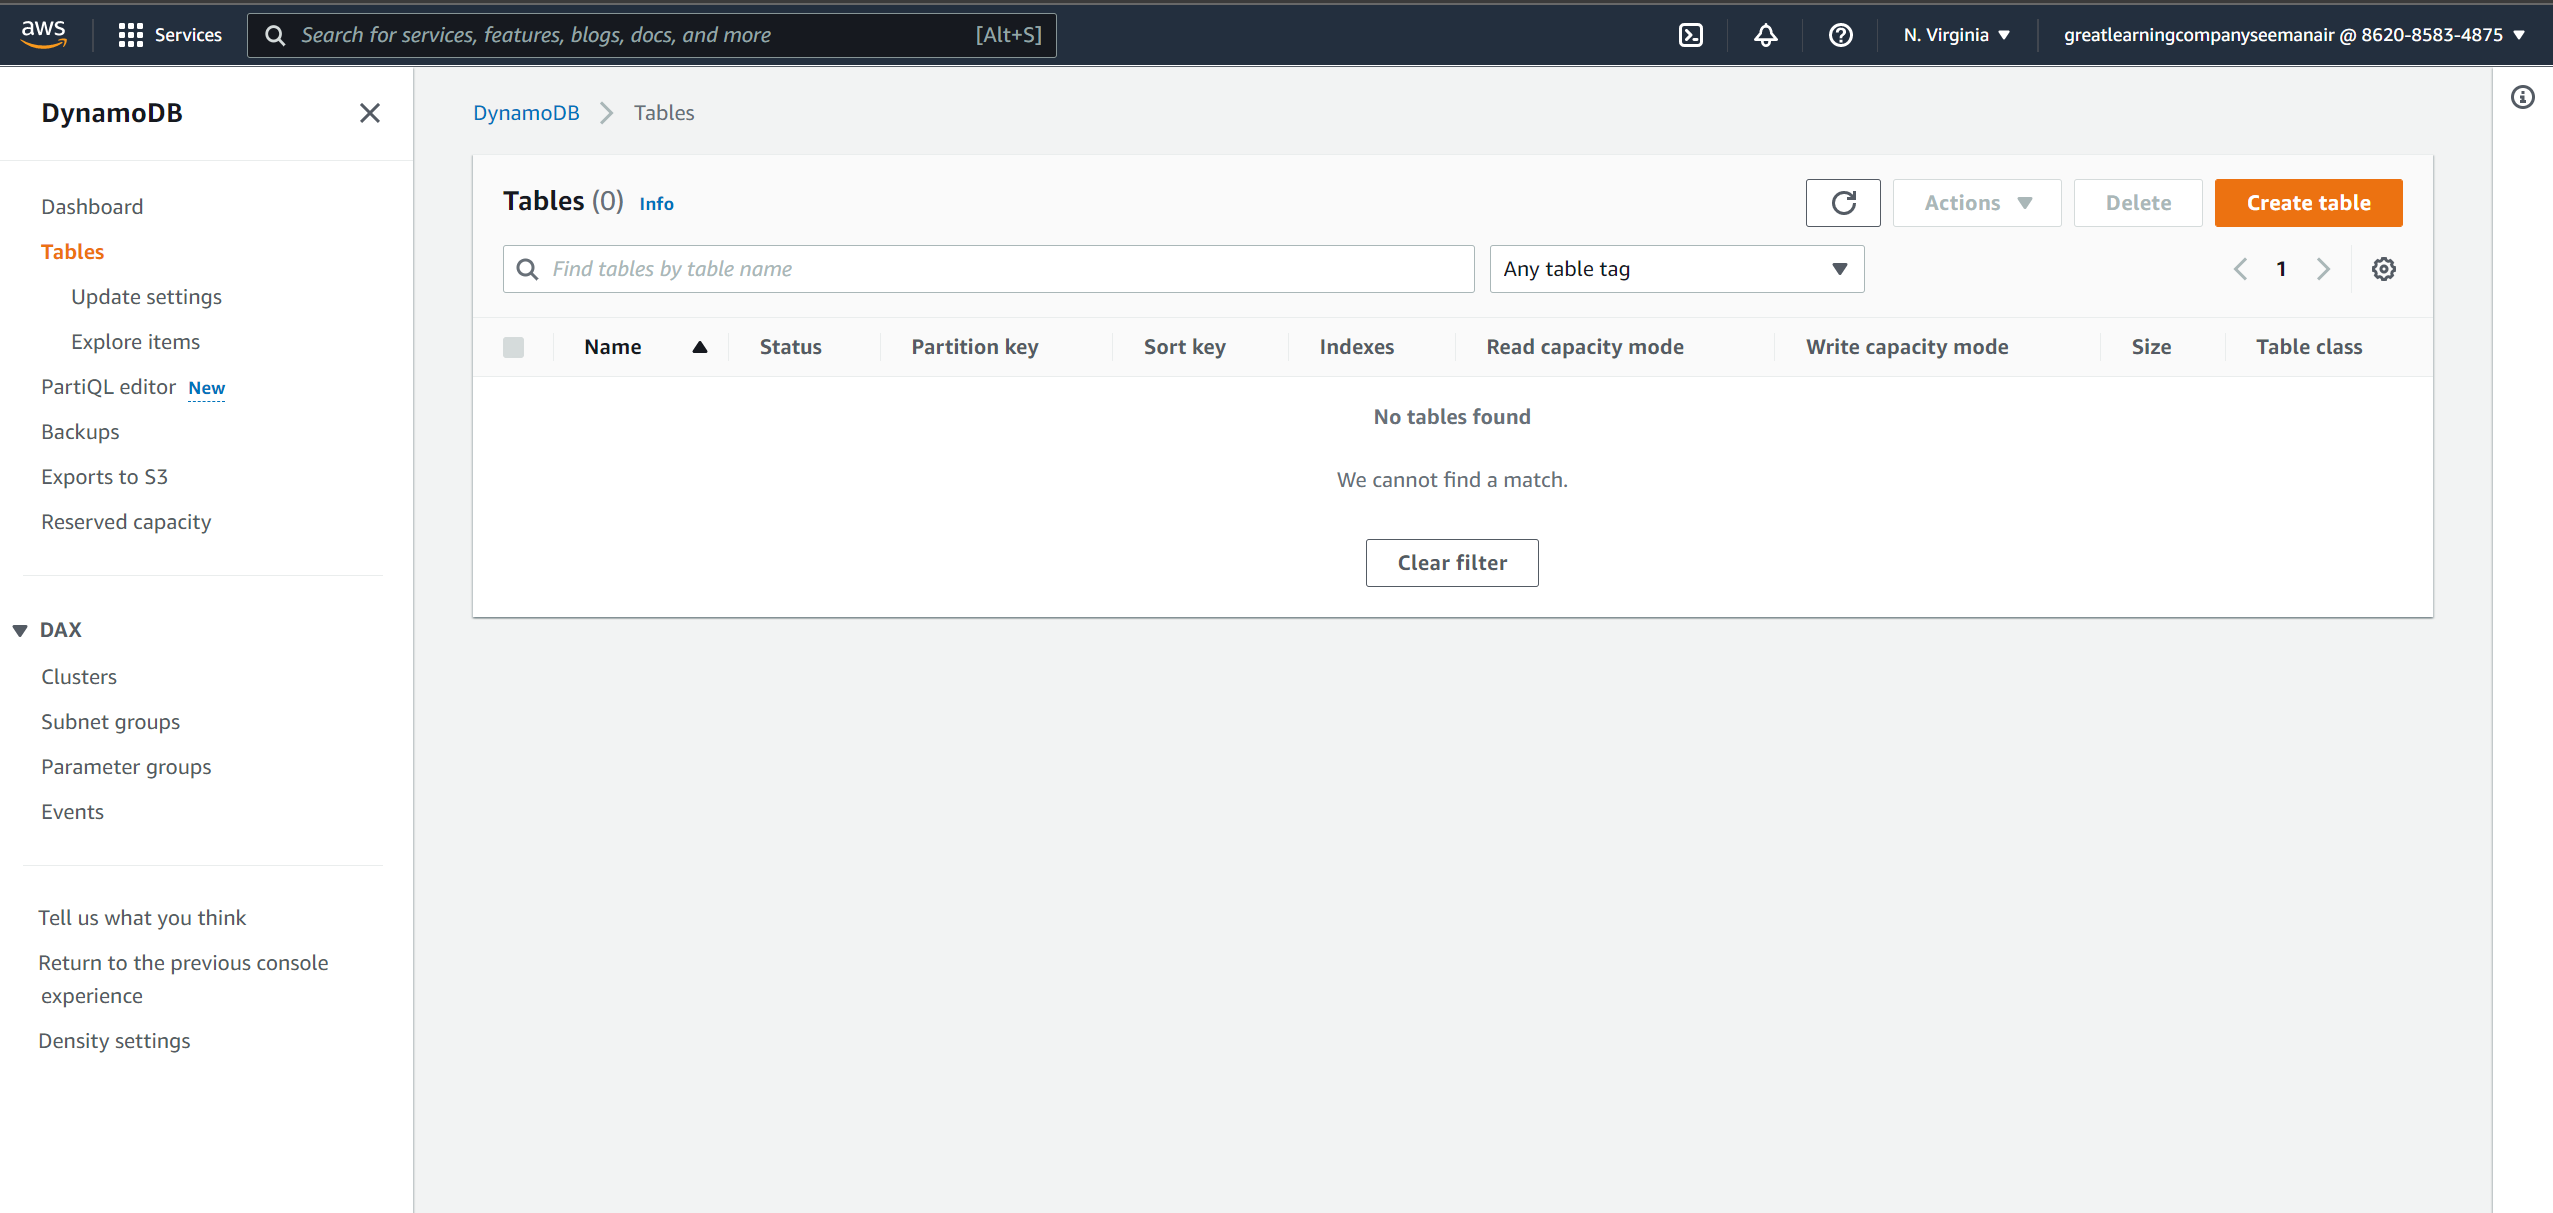 aws Services Search for services, features, blogs, docs, and more [Alt+S] N. Virginia greatlearningcompanyseemanair @ 8620-8583-4875
DynamoDB
Dashboard
Tables
Update settings
Explore items
PartiQL editor New
Backups
Exports to S3
Reserved capacity
DAX
Clusters
Subnet groups
Parameter groups
Events
Tell us what you think
Return to the previous console
experience
Density settings
DynamoDB Tables
Tables (0) Info Actions Delete Create table
Find tables by table name Any table tag 1
Name Status Partition key Sort key Indexes Read capacity mode Write capacity mode Size Table class
No tables found
We cannot find a match.
Clear filter